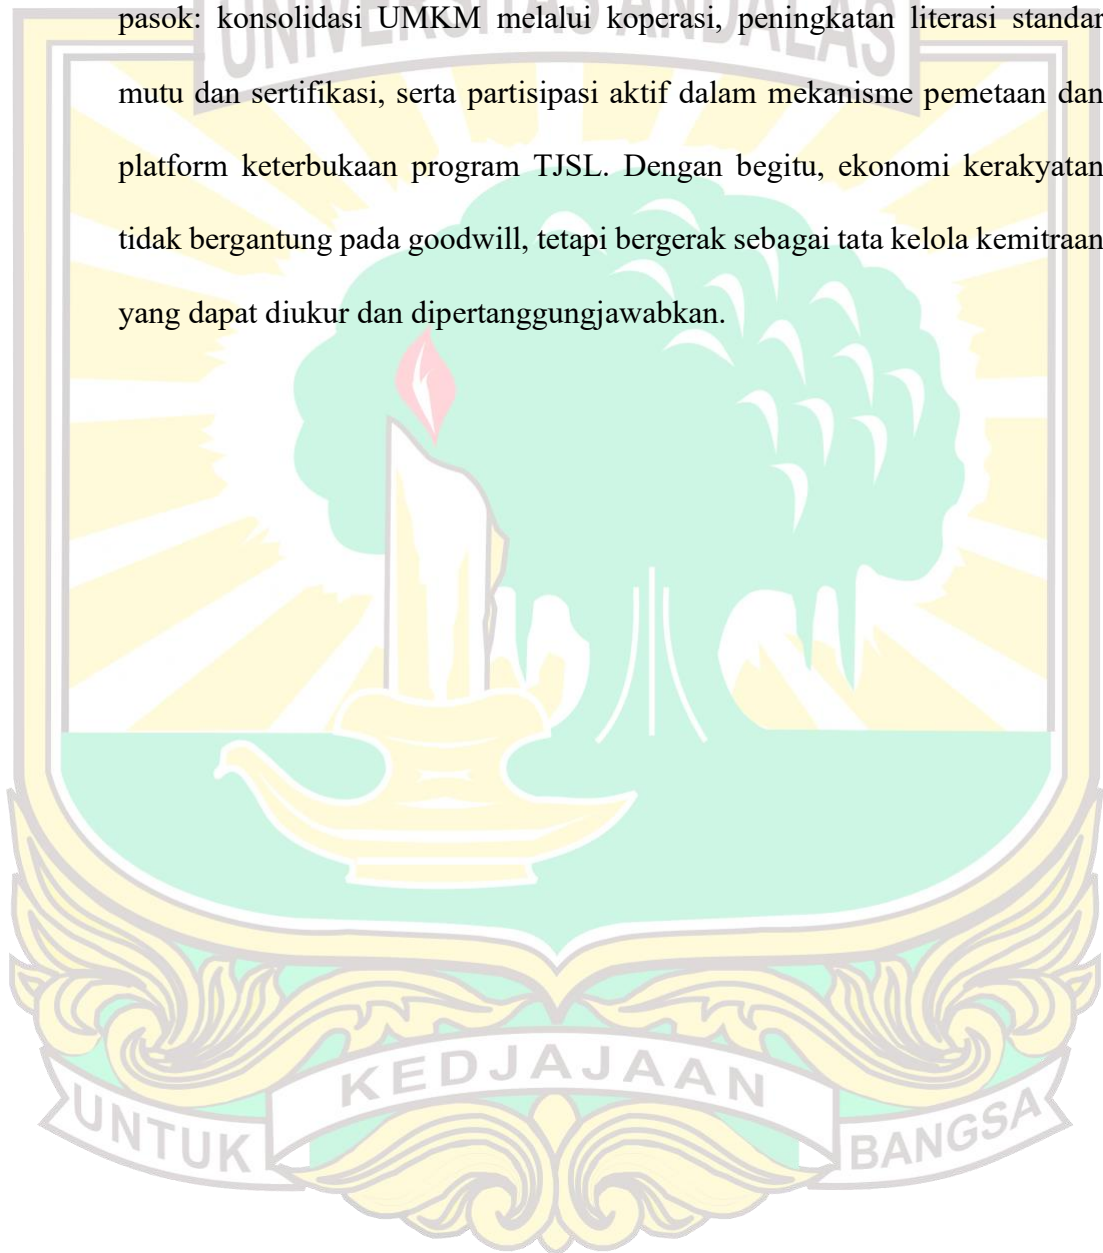 UNIVERSITAS ANDALAS
pasok: konsolidasi UMKM melalui koperasi, peningkatan literasi standar
mutu dan sertifikasi, serta partisipasi aktif dalam mekanisme pemetaan dan
platform keterbukaan program TJSL. Dengan begitu, ekonomi kerakyatan
tidak bergantung pada goodwill, tetapi bergerak sebagai tata kelola kemitraan
yang dapat diukur dan dipertanggungjawabkan.
UNTUK KEDJAJAAN BANGSA